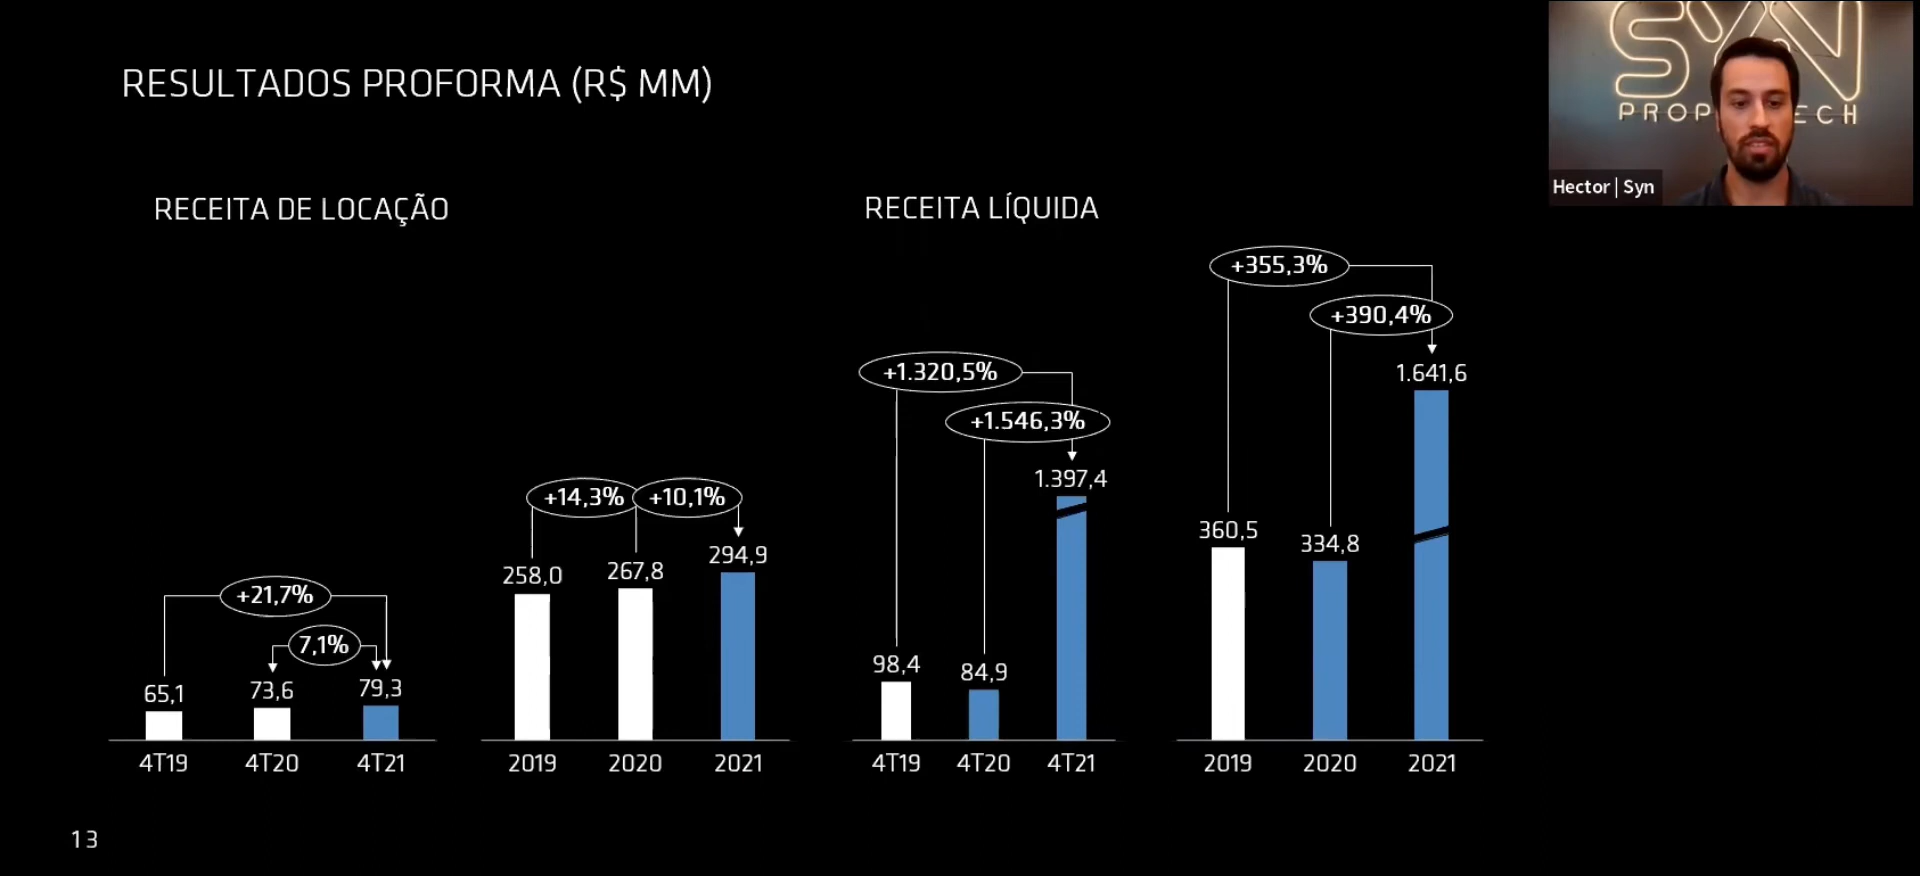 RESULTADOS PROFORMA (R$ MM)
SYN
PROP ECH
Hector | Syn
RECEITA DE LOCAÇÃO
+21,7%
7,1%
65,1
73,6
79,3
4T19
4T20
4T21
+14,3%
+10,1%
258,0
267,8
294,9
2019
2020
2021
RECEITA LÍQUIDA
+1.320,5%
+1.546,3%
98,4
84,9
1.397,4
4T19
4T20
4T21
+355,3%
+390,4%
360,5
334,8
1.641,6
2019
2020
2021
13